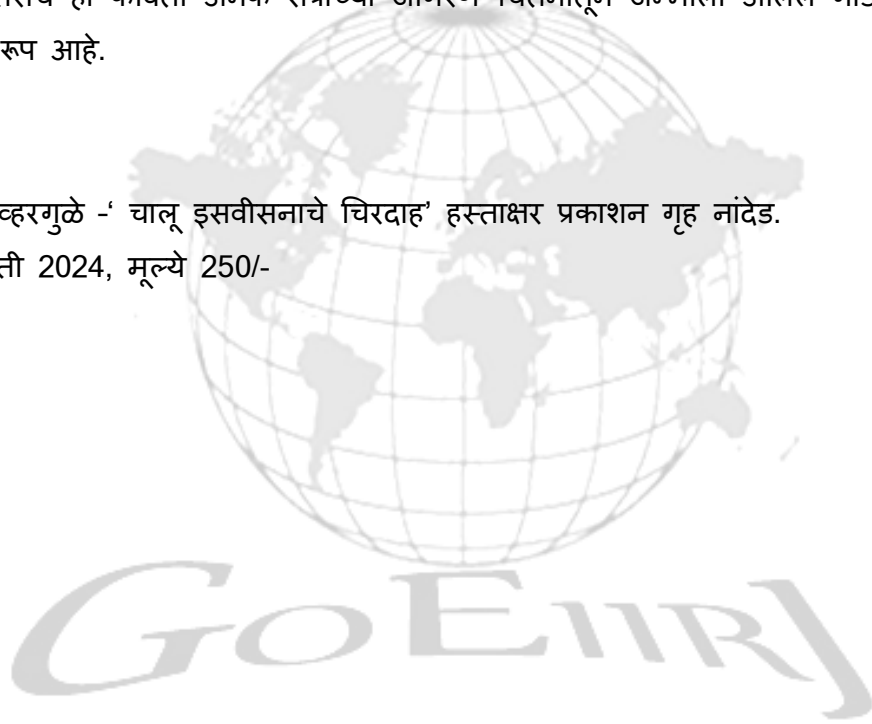 रूप आहे.
व्हरगुळे -‘ चालू इसवीसनाचे चिरदाह’ हस्ताक्षर प्रकाशन गृह नांदेड.
ती 2024, मूल्ये 250/-
GOEIIRJ